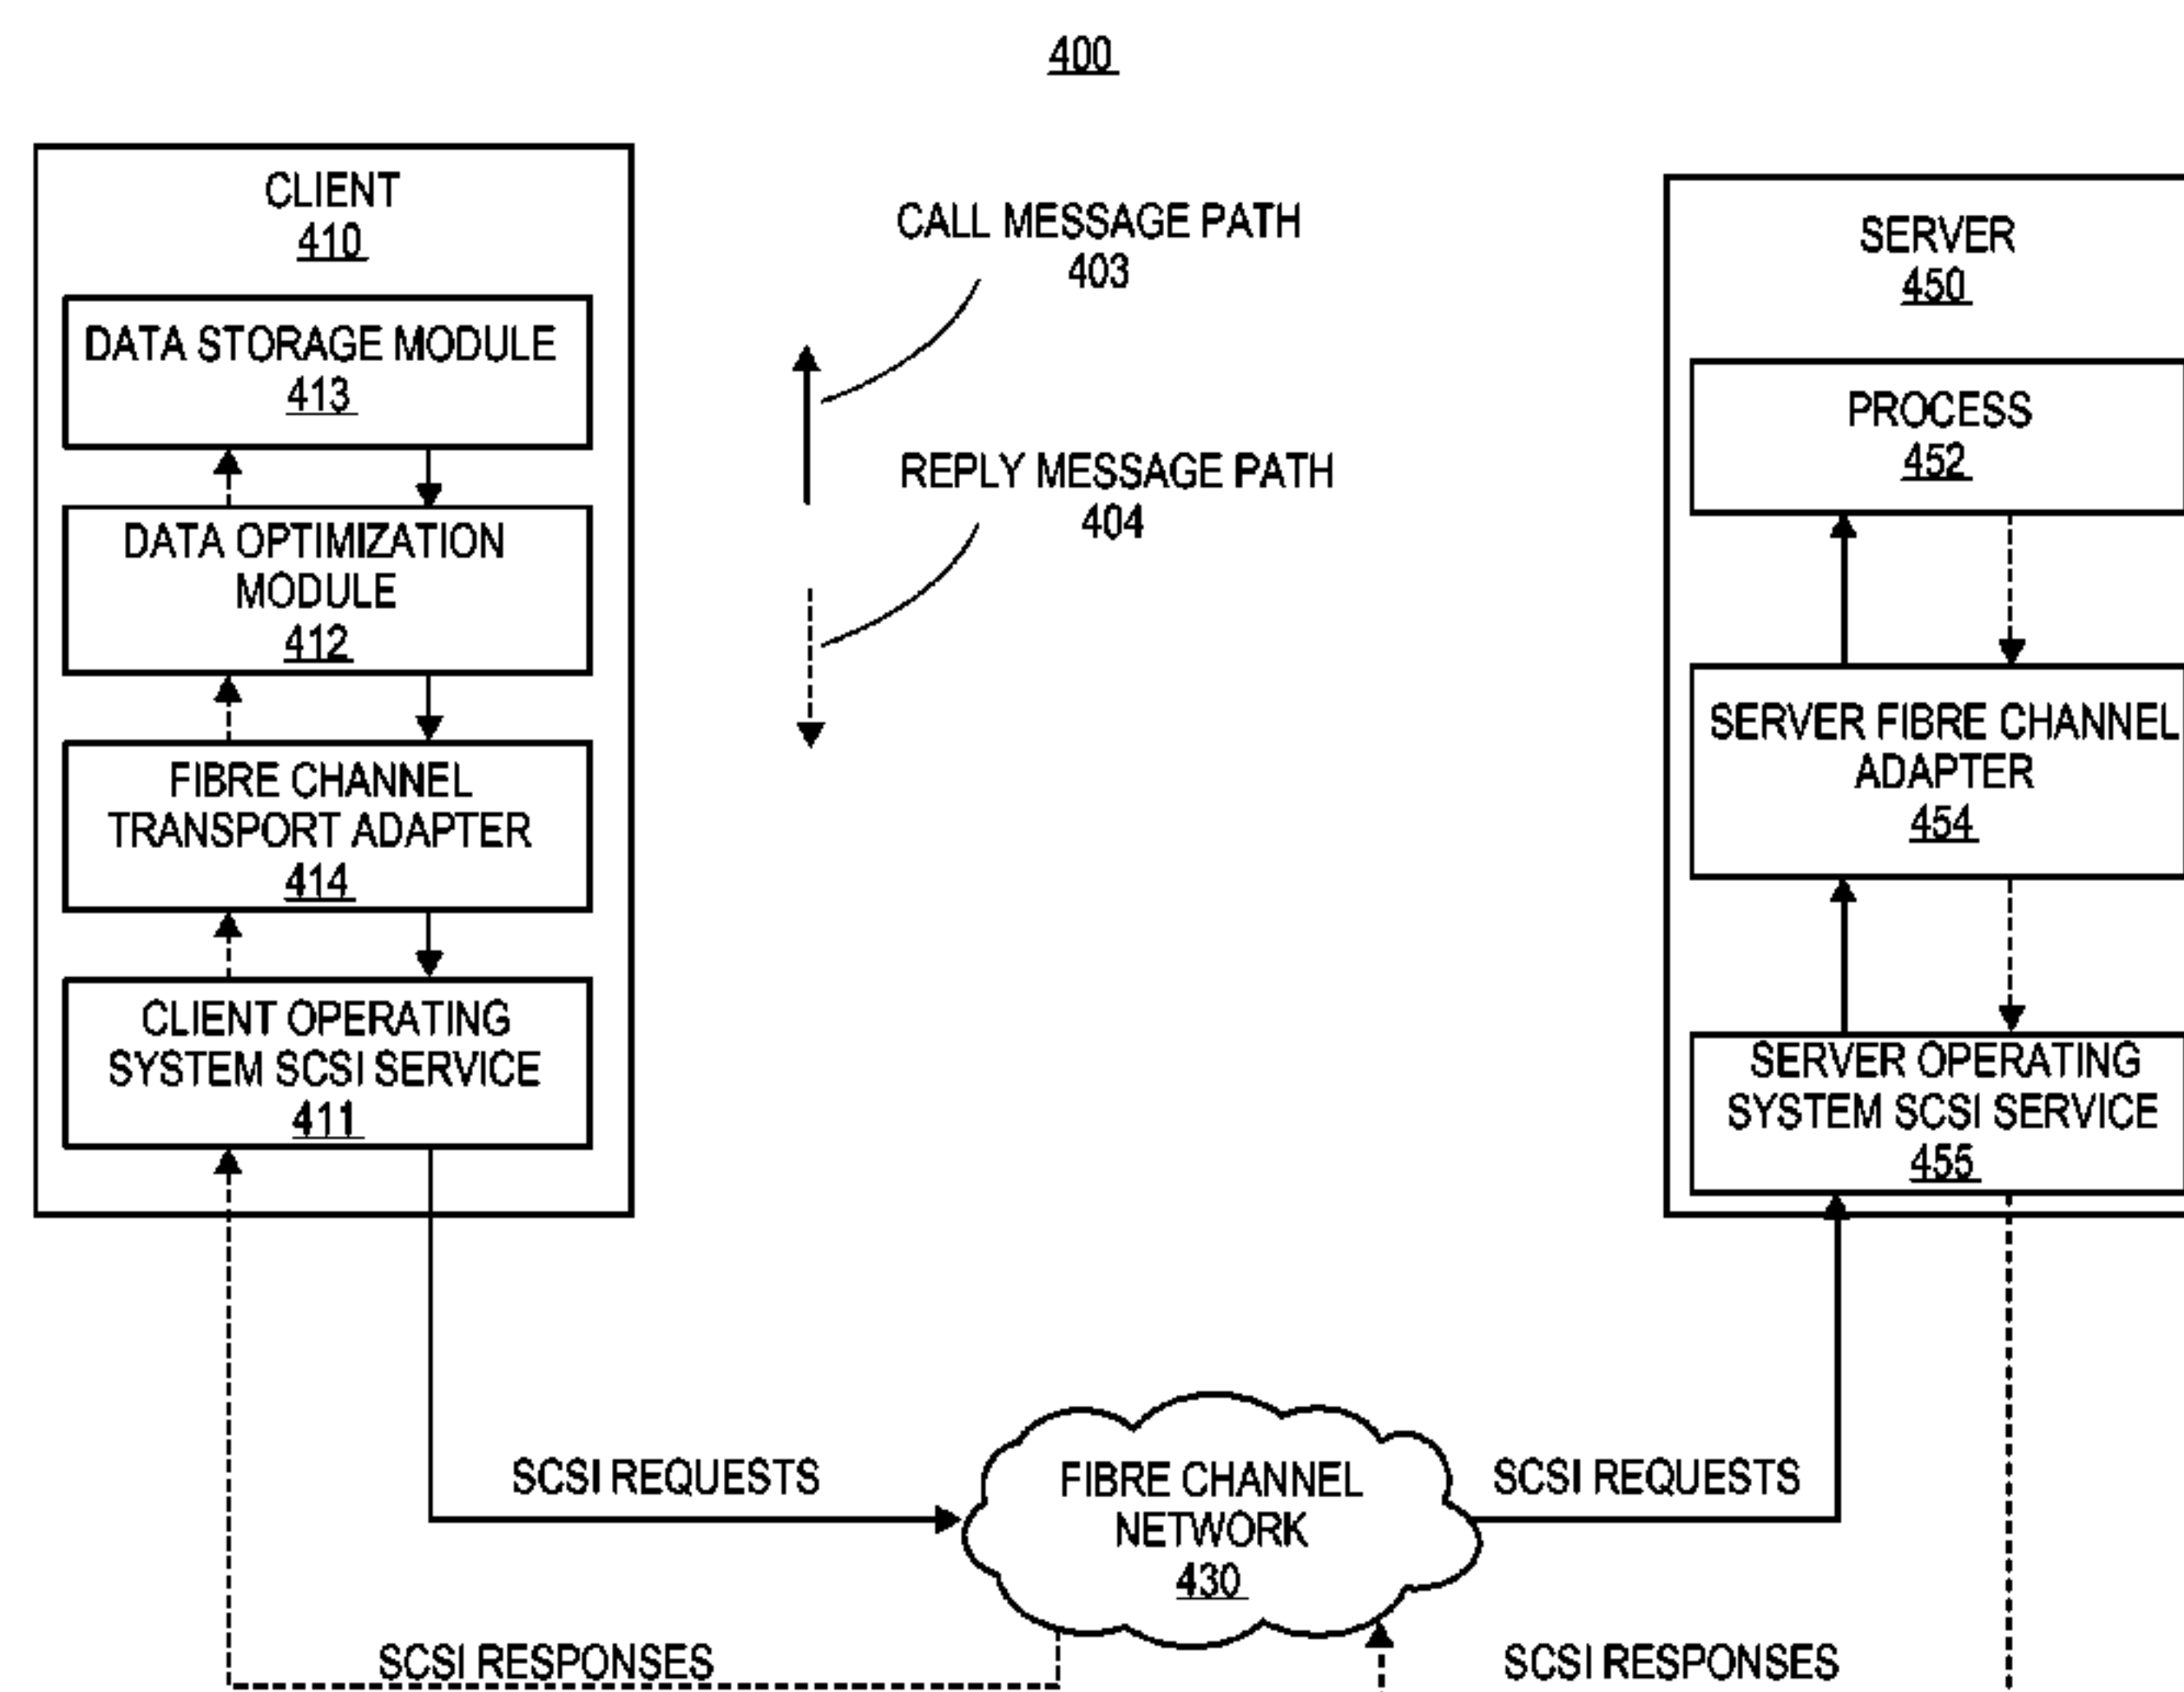 400
CLIENT
410
DATA STORAGE MODULE
413
DATA OPTIMIZATION
MODULE
412
FIBRE CHANNEL
TRANSPORT ADAPTER
414
CLIENT OPERATING
SYSTEM SCSI SERVICE
411
CALL MESSAGE PATH
403
REPLY MESSAGE PATH
404
SERVER
450
PROCESS
452
SERVER FIBRE CHANNEL
ADAPTER
454
SERVER OPERATING
SYSTEM SCSI SERVICE
455
SCSI REQUESTS
FIBRE CHANNEL
NETWORK
430
SCSI REQUESTS
SCSI RESPONSES
SCSI RESPONSES